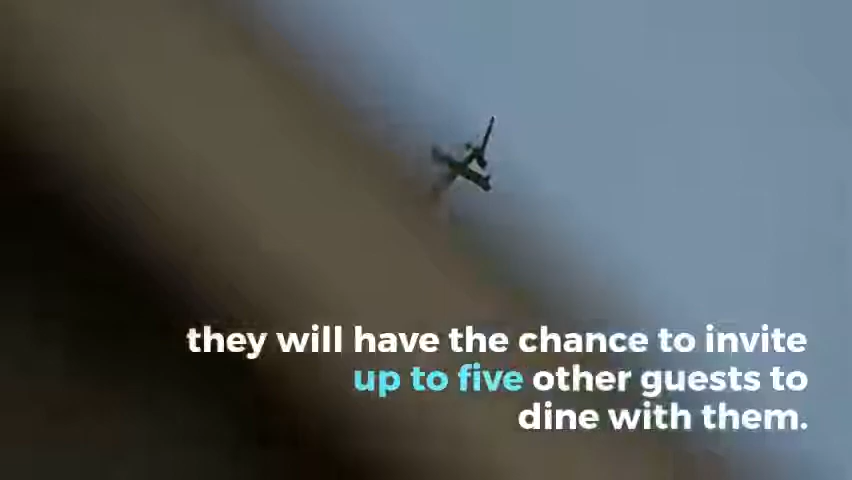 they will have the chance to invite
up to five other guests to
dine with them.